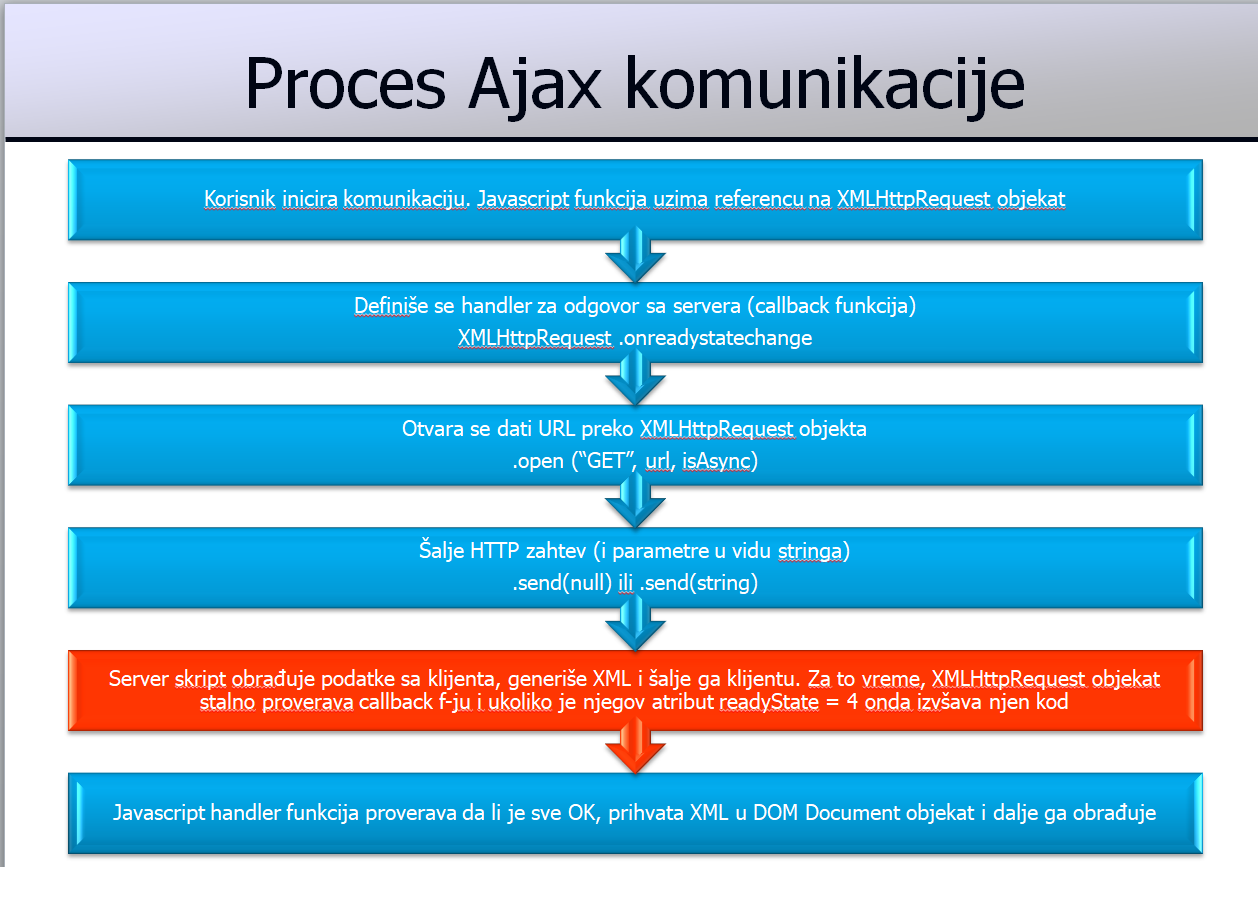 Proces Ajax komunikacije
Korisnik inicira komunikaciju. Javascript funkcija uzima referencu na XMLHttpRequest objekat
Definiše se handler za odgovor sa servera (callback funkcija)
XMLHttpRequest .onreadystatechange
Otvara se dati URL preko XMLHttpRequest objekta
.open (“GET”, url, isAsync)
Šalje HTTP zahtev (i parametre u vidu stringa)
.send(null) ili .send(string)
Server skript obrađuje podatke sa klijenta, generiše XML i šalje ga klijentu. Za to vreme, XMLHttpRequest objekat
stalno proverava callback f-ju i ukoliko je njegov atribut readyState = 4 onda izvšava njen kod
Javascript handler funkcija proverava da li je sve OK, prihvata XML u DOM Document objekat i dalje ga obrađuje